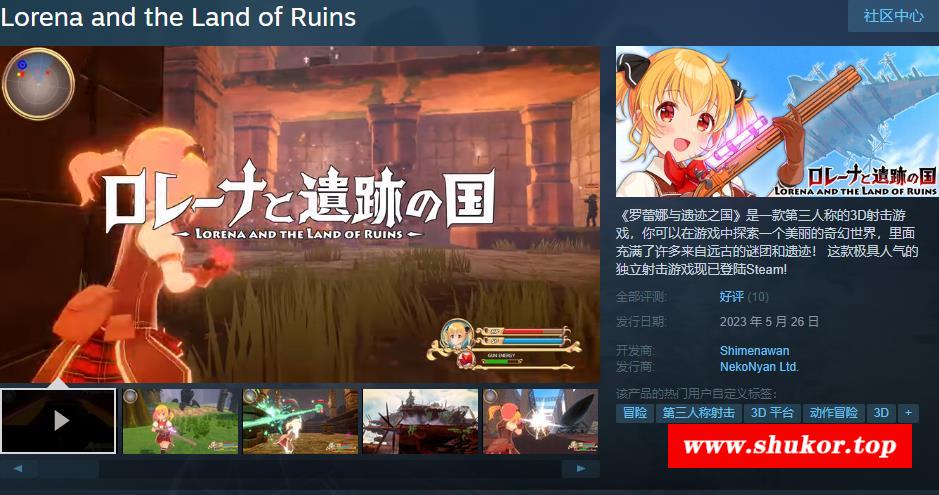 Lorena and the Land of Ruins
社区中心
ロレーナと遺跡の国
LORENA AND THE LAND OF RUINS
GUN ENERGY
ロレーナと遺跡の国
LORENA AND THE LAND OF RUINS
《罗蕾娜与遗迹之国》是一款第三人称的3D射击游
戏，你可以在游戏中探索一个美丽的奇幻世界，里面
充满了许多来自远古的谜团和遗迹！ 这款极具人气的
独立射击游戏现已登陆Steam!
全部评测: 好评 (10)
发行日期: 2023 年 5 月 26 日
开发商: Shimenawan
发行商: NekoNyan Ltd.
该产品的热门用户自定义标签：
冒险 第三人称射击 3D 平台 动作冒险 3D +
www.shukor.top